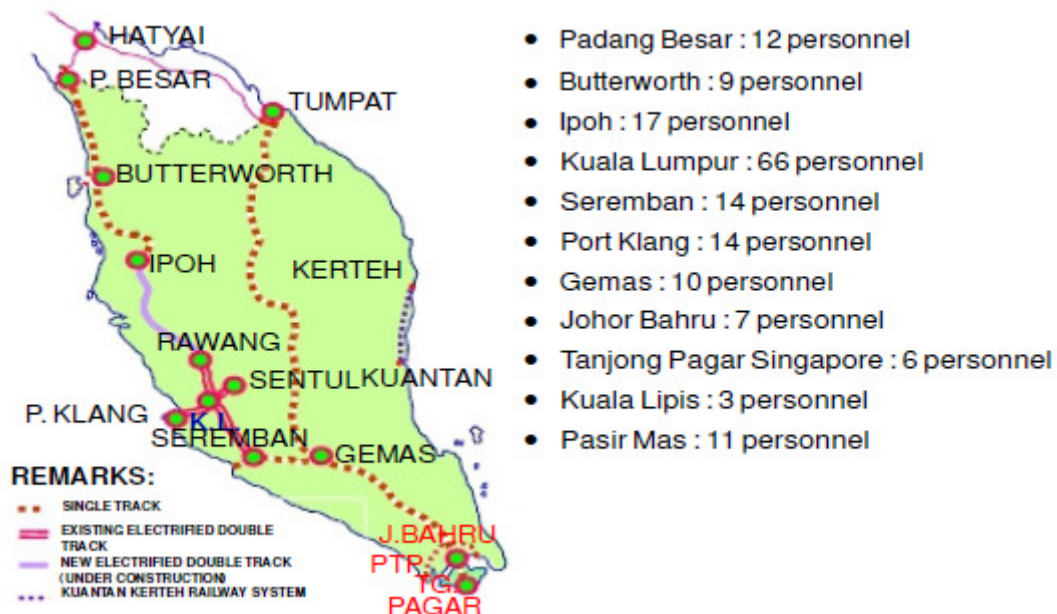 HATYAI
P. BESAR
TUMPAT
BUTTERWORTH
IPOH
KERTEH
RAWANG
SENTUL
KUANTAN
P. KLANG
K.L.
SEREMBAN
GEMAS
J.BAHRU
PTP
TG.
PAGAR
REMARKS:
SINGLE TRACK
EXISTING ELECTRIFIED DOUBLE
TRACK
NEW ELECTRIFIED DOUBLE TRACK
(UNDER CONSTRUCTION)
KUANTAN KERTEH RAILWAY SYSTEM
• Padang Besar : 12 personnel
• Butterworth : 9 personnel
• Ipoh : 17 personnel
• Kuala Lumpur : 66 personnel
• Seremban : 14 personnel
• Port Klang : 14 personnel
• Gemas : 10 personnel
• Johor Bahru : 7 personnel
• Tanjong Pagar Singapore : 6 personnel
• Kuala Lipis : 3 personnel
• Pasir Mas : 11 personnel